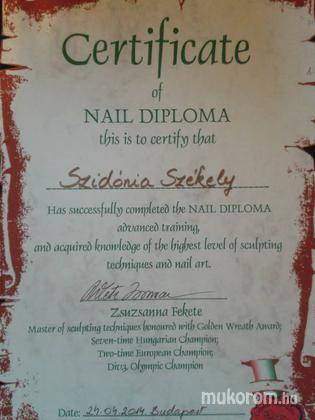 Certificate
of
NAIL DIPLOMA
this is to certify that
Szidónia Székely
Has successfully completed the NAIL DIPLOMA
advanced training,
and acquired knowledge of the highest level of sculpting
techniques and nail art.
Zsuzsanna Fekete
Master of sculpting techniques honoured with Golden Wreath Award;
Seven-time Hungarian Champion;
Two-time European Champion;
Div.3. Olympic Champion
Date: 24.09.2014. Budapest
mukorom.hu